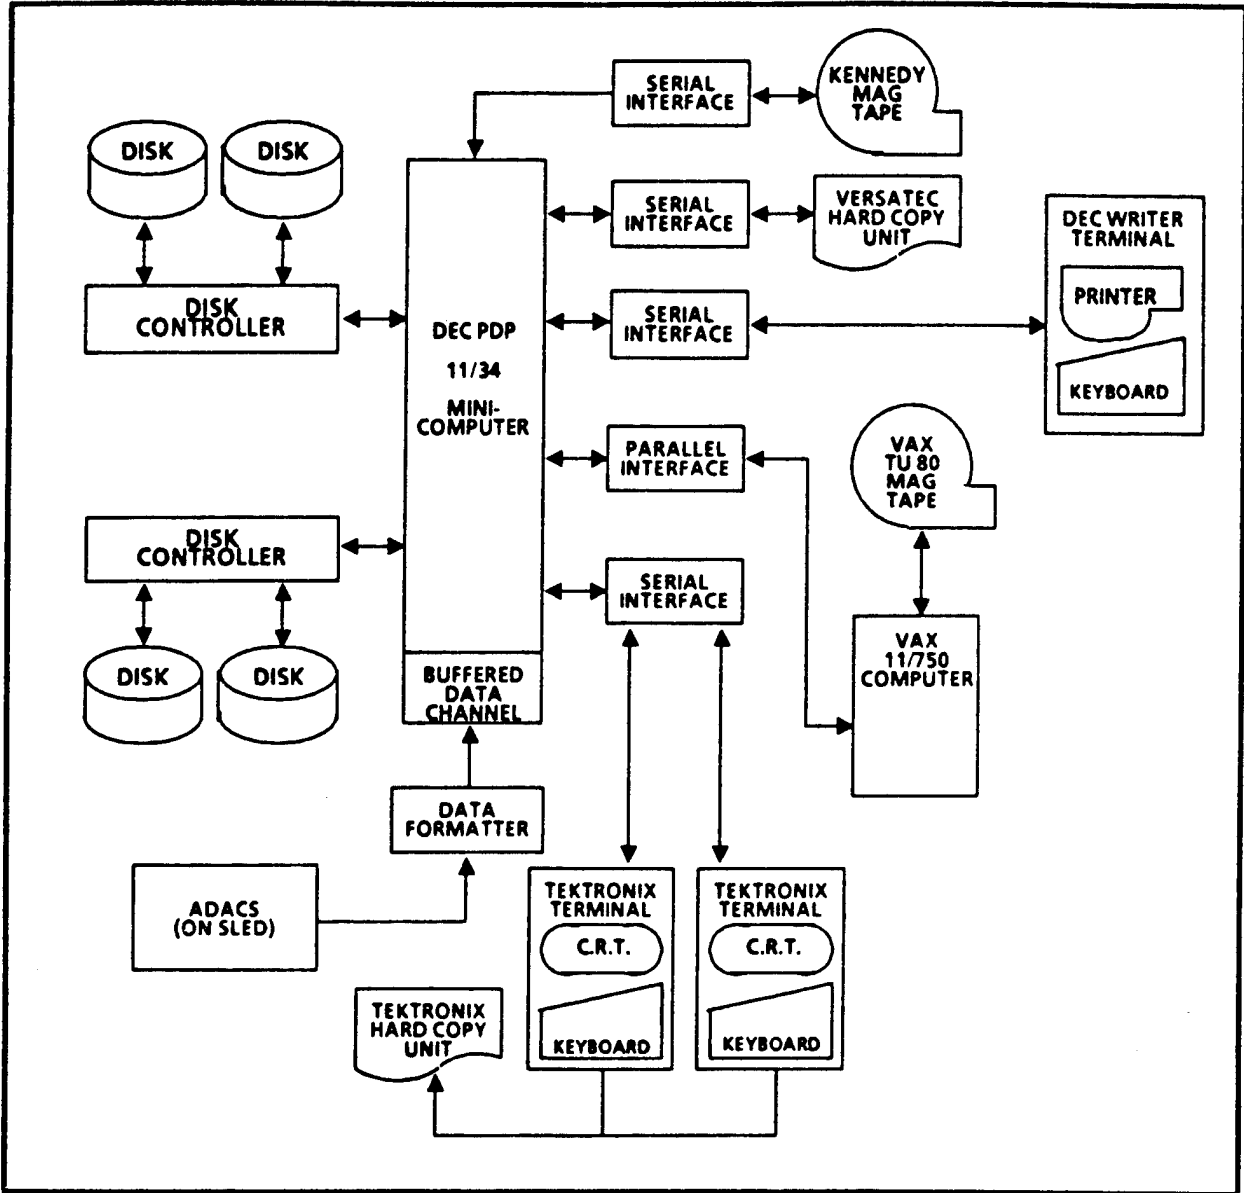 SERIAL
INTERFACE
KENNEDY
MAG
TAPE
DISK
DISK
SERIAL
INTERFACE
VERSATEC
HARD COPY
UNIT
DEC WRITER
TERMINAL
PRINTER
KEYBOARD
DISK
CONTROLLER
SERIAL
INTERFACE
DEC PDP
11/34
MINI-
COMPUTER
PARALLEL
INTERFACE
VAX
TU 80
MAG
TAPE
DISK
CONTROLLER
SERIAL
INTERFACE
VAX
11/750
COMPUTER
DISK
DISK
BUFFERED
DATA
CHANNEL
DATA
FORMATTER
ADACS
(ON SLED)
TEKTRONIX
TERMINAL
C.R.T.
KEYBOARD
TEKTRONIX
TERMINAL
C.R.T.
KEYBOARD
TEKTRONIX
HARD COPY
UNIT